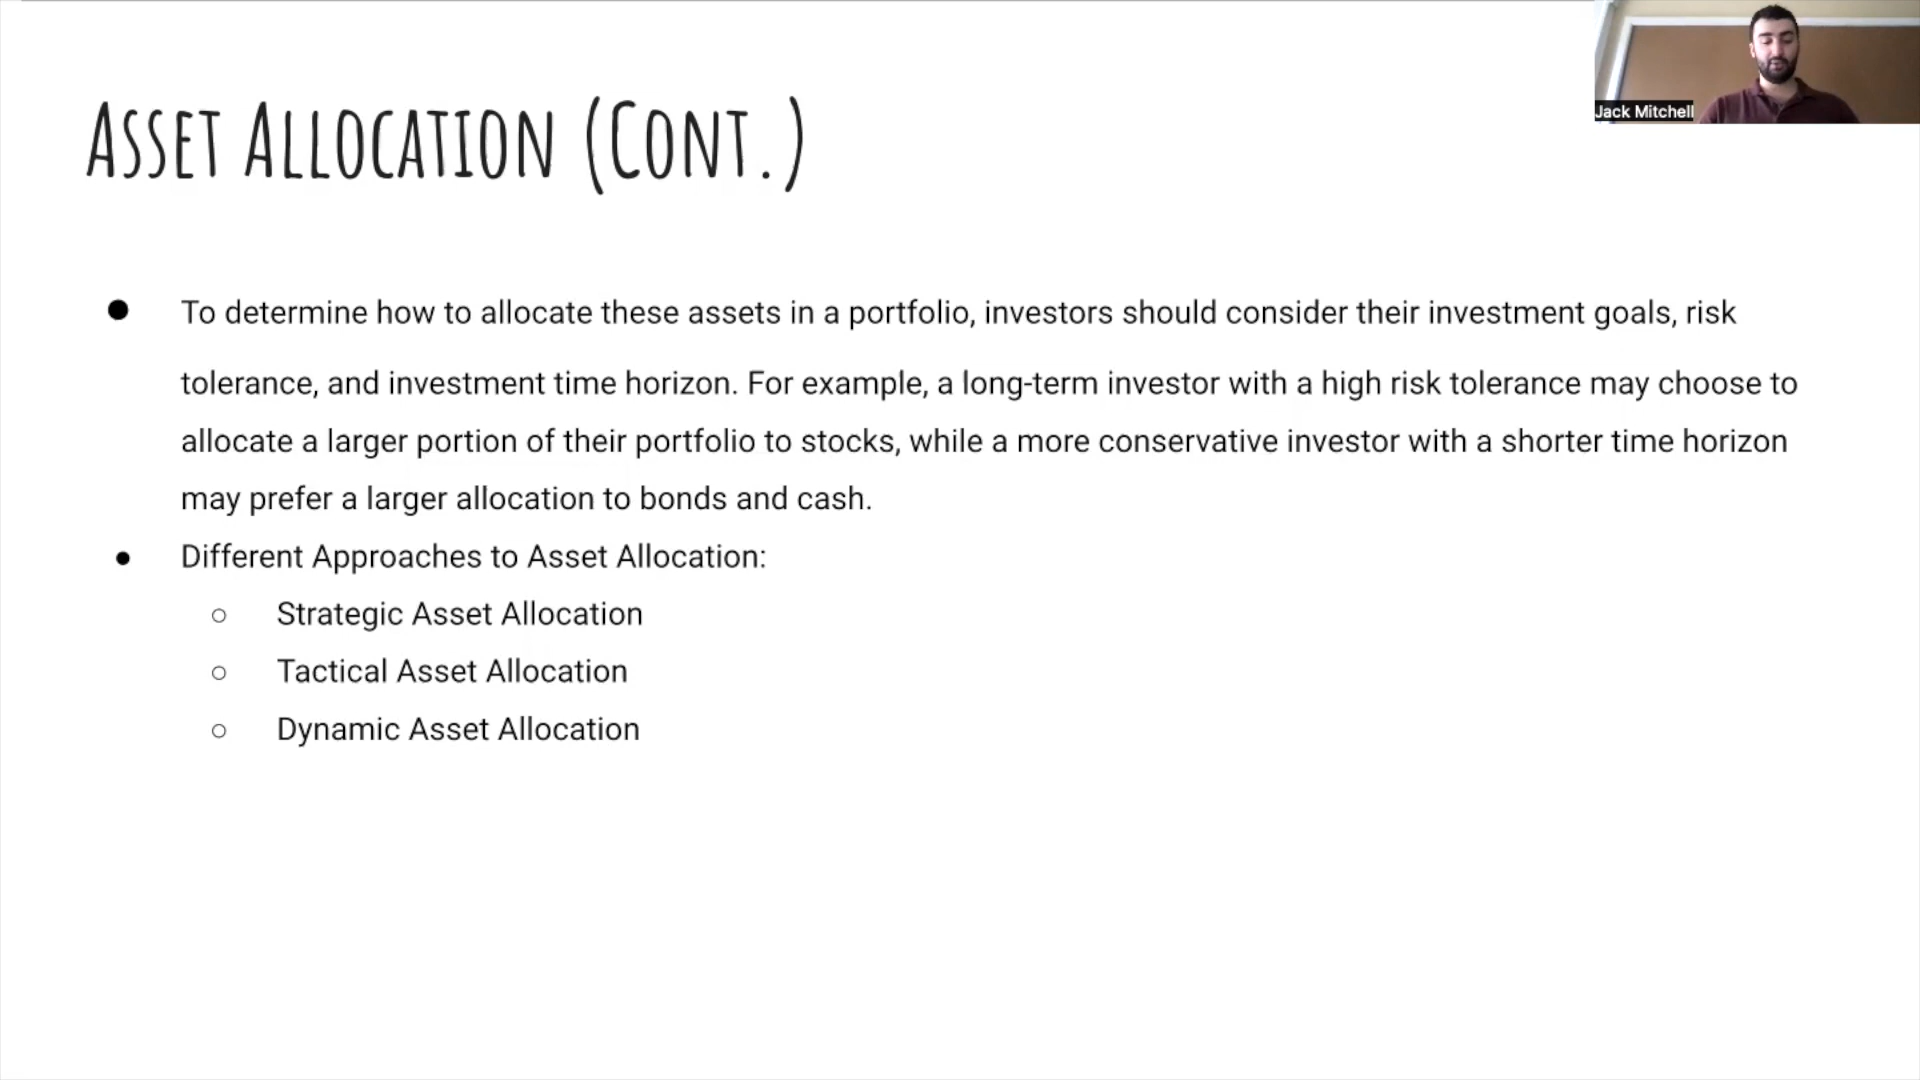 Asset Allocation (Cont.)
Jack Mitchell
● To determine how to allocate these assets in a portfolio, investors should consider their investment goals, risk
tolerance, and investment time horizon. For example, a long-term investor with a high risk tolerance may choose to
allocate a larger portion of their portfolio to stocks, while a more conservative investor with a shorter time horizon
may prefer a larger allocation to bonds and cash.
● Different Approaches to Asset Allocation:
○ Strategic Asset Allocation
○ Tactical Asset Allocation
○ Dynamic Asset Allocation